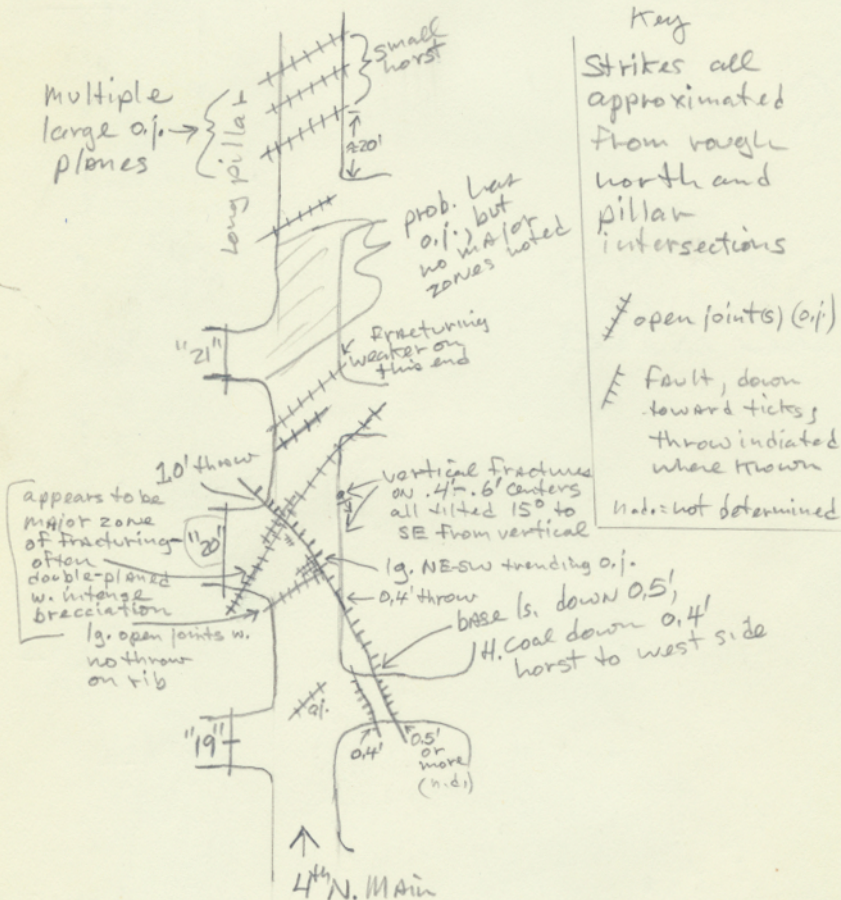 Key
Strikes all
approximated
from rough
north and
pillar
intersections
open joint(s) (o.j.)
Fault, down
toward ticks;
throw indiated
where known
n.d.=not determined
small
horst
Multiple
large o.j.
planes
long pillar
≈20'
prob. has
o.j., but
no major
zones noted
"21"
Fracturing
weaker on
this end
10' throw
vertical fractures
on .4'-.6' centers
all tilted 15° to
SE from vertical
appears to be
major zone
of fracturing-
often
double-planed
w. intense
brecciation
"20"
lg. NE-SW trending o.j.
0.4' throw
base ls. down 0.5',
H. Coal down 0.4'
horst to west side
lg. open joints w.
no throw
on rib
o.j.
"19"
0.4'
0.5'
or
more
(n.d.)
4th N. Main